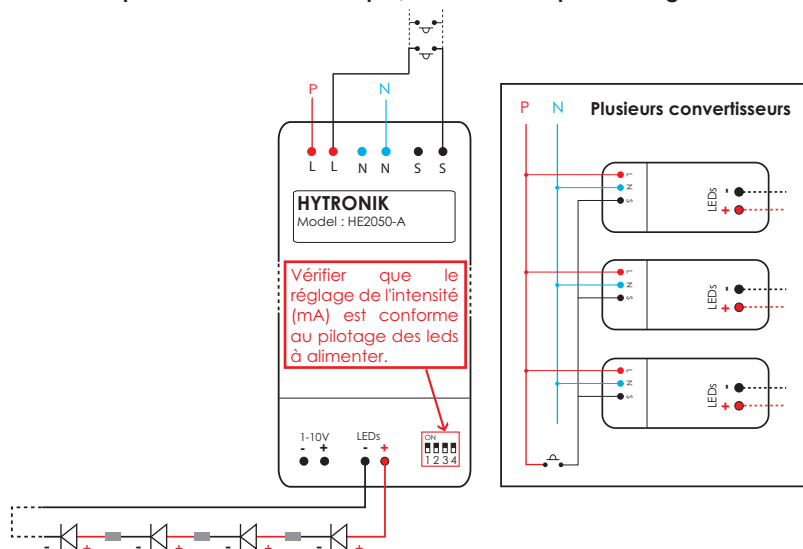 P
N
L
L
N
N
S
S
HYTRONIK
Model : HE2050-A
Vérifier que le
réglage de l'intensité
(mA) est conforme
au pilotage des leds
à alimenter.
1-10V
- +
LEDs
- +
ON
1 2 3 4
- +
- +
- +
- +
P
N
Plusieurs convertisseurs
L
N
S
LEDs
-
+
L
N
S
LEDs
-
+
L
N
S
LEDs
-
+